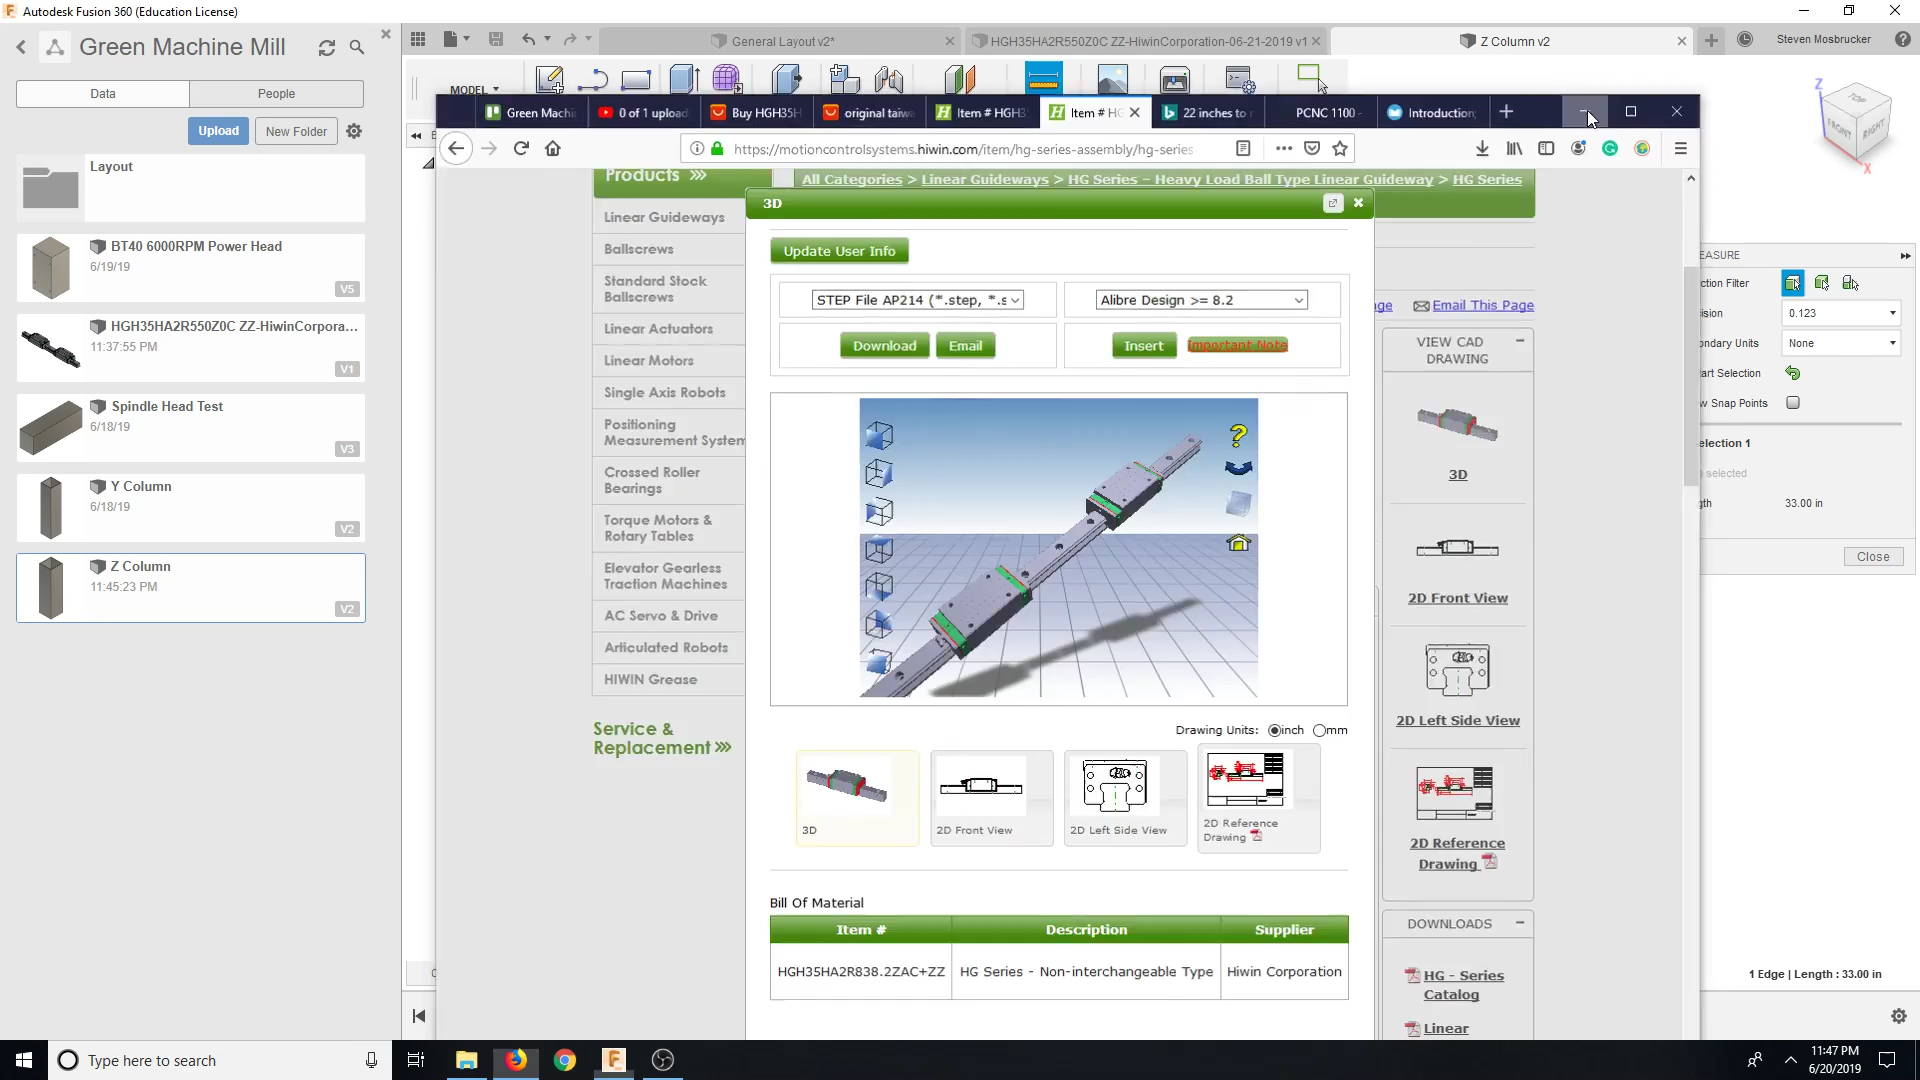 Autodesk Fusion 360 (Education License)
Green Machine Mill
General Layout v2*
HGH35HA2R550Z0C ZZ-HiwinCorporation-06-21-2019 v1
Z Column v2
Steven Mosbrucker
Data
People
Upload
New Folder
MODEL
Layout
BT40 6000RPM Power Head
6/19/19
V5
HGH35HA2R550Z0C ZZ-HiwinCorpora...
11:37:55 PM
V1
Spindle Head Test
6/18/19
V3
Y Column
6/18/19
V2
Z Column
11:45:23 PM
V2
Green Machi
0 of 1 upload
Buy HGH35H
original taiwa
Item # HGH3
Item # HG
22 inches to
PCNC 1100 -
Introduction
https://motioncontrolsystems.hiwin.com/item/hg-series-assembly/hg-series-
Products
All Categories > Linear Guideways > HG Series – Heavy Load Ball Type Linear Guideway > HG Series
Linear Guideways
Ballscrews
Standard Stock
Ballscrews
Linear Actuators
Linear Motors
Single Axis Robots
Positioning
Measurement System
Crossed Roller
Bearings
Torque Motors &
Rotary Tables
Elevator Gearless
Traction Machines
AC Servo & Drive
Articulated Robots
HIWIN Grease
Service &
Replacement
3D
Update User Info
STEP File AP214 (*.step, *.s
Alibre Design >= 8.2
Download
Email
Insert
Important Note
Drawing Units: inch mm
3D
2D Front View
2D Left Side View
2D Reference
Drawing
Bill Of Material
Item #
Description
Supplier
HGH35HA2R838.2ZAC+ZZ
HG Series - Non-interchangeable Type
Hiwin Corporation
ge
Email This Page
VIEW CAD
DRAWING
3D
2D Front View
2D Left Side View
2D Reference
Drawing
DOWNLOADS
HG - Series
Catalog
Linear
TOP
FRONT
RIGHT
Z
X
EASURE
ction Filter
ision
0.123
ondary Units
None
tart Selection
w Snap Points
election 1
selected
gth
33.00 in
Close
1 Edge | Length : 33.00 in
Type here to search
11:47 PM
6/20/2019